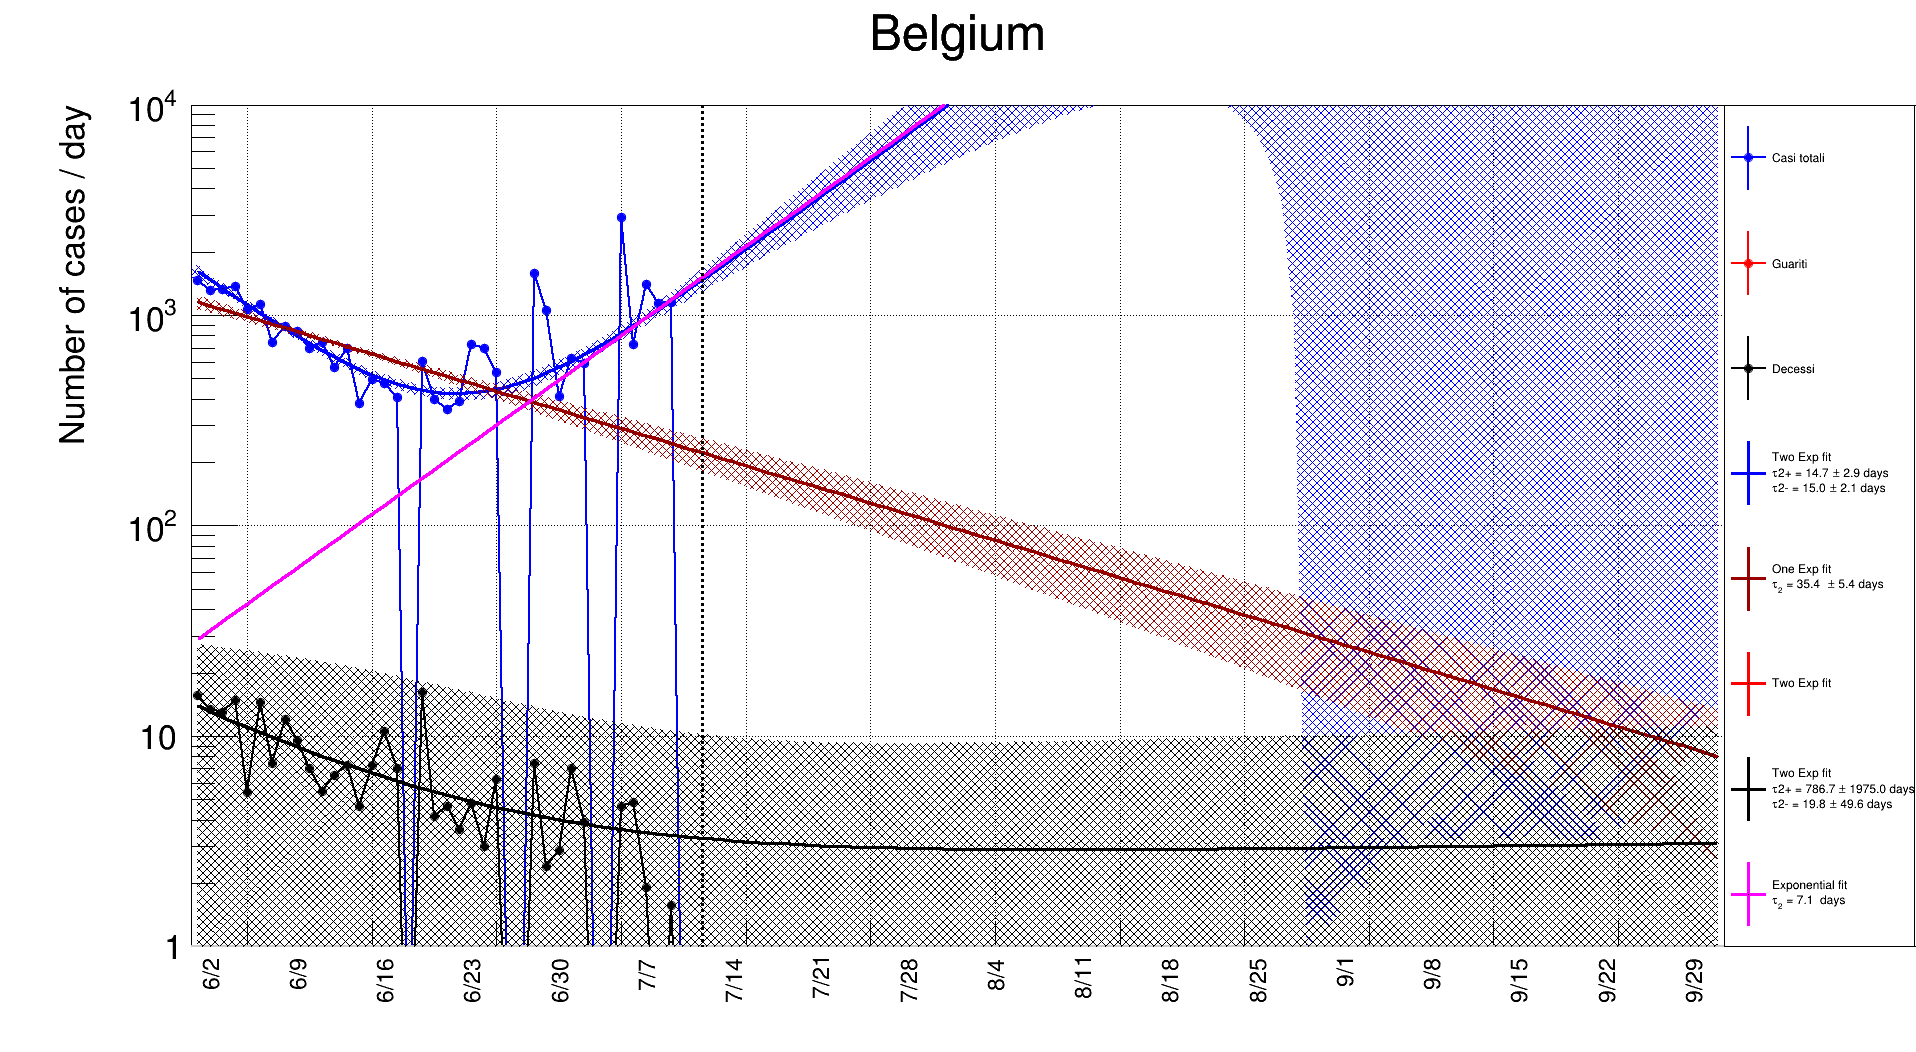 Belgium
Number of cases / day
10^4
10^3
10^2
10
1
6/2
6/9
6/16
6/23
6/30
7/7
7/14
7/21
7/28
8/4
8/11
8/18
8/25
9/1
9/8
9/15
9/22
9/29
Casi totali
Guariti
Decessi
Two Exp fit
τ2+ = 14.7 ± 2.9 days
τ2- = 15.0 ± 2.1 days
One Exp fit
τ₂ = 35.4 ± 5.4 days
Two Exp fit
Two Exp fit
τ2+ = 786.7 ± 1975.0 days
τ2- = 19.8 ± 49.6 days
Exponential fit
τ₂ = 7.1 days